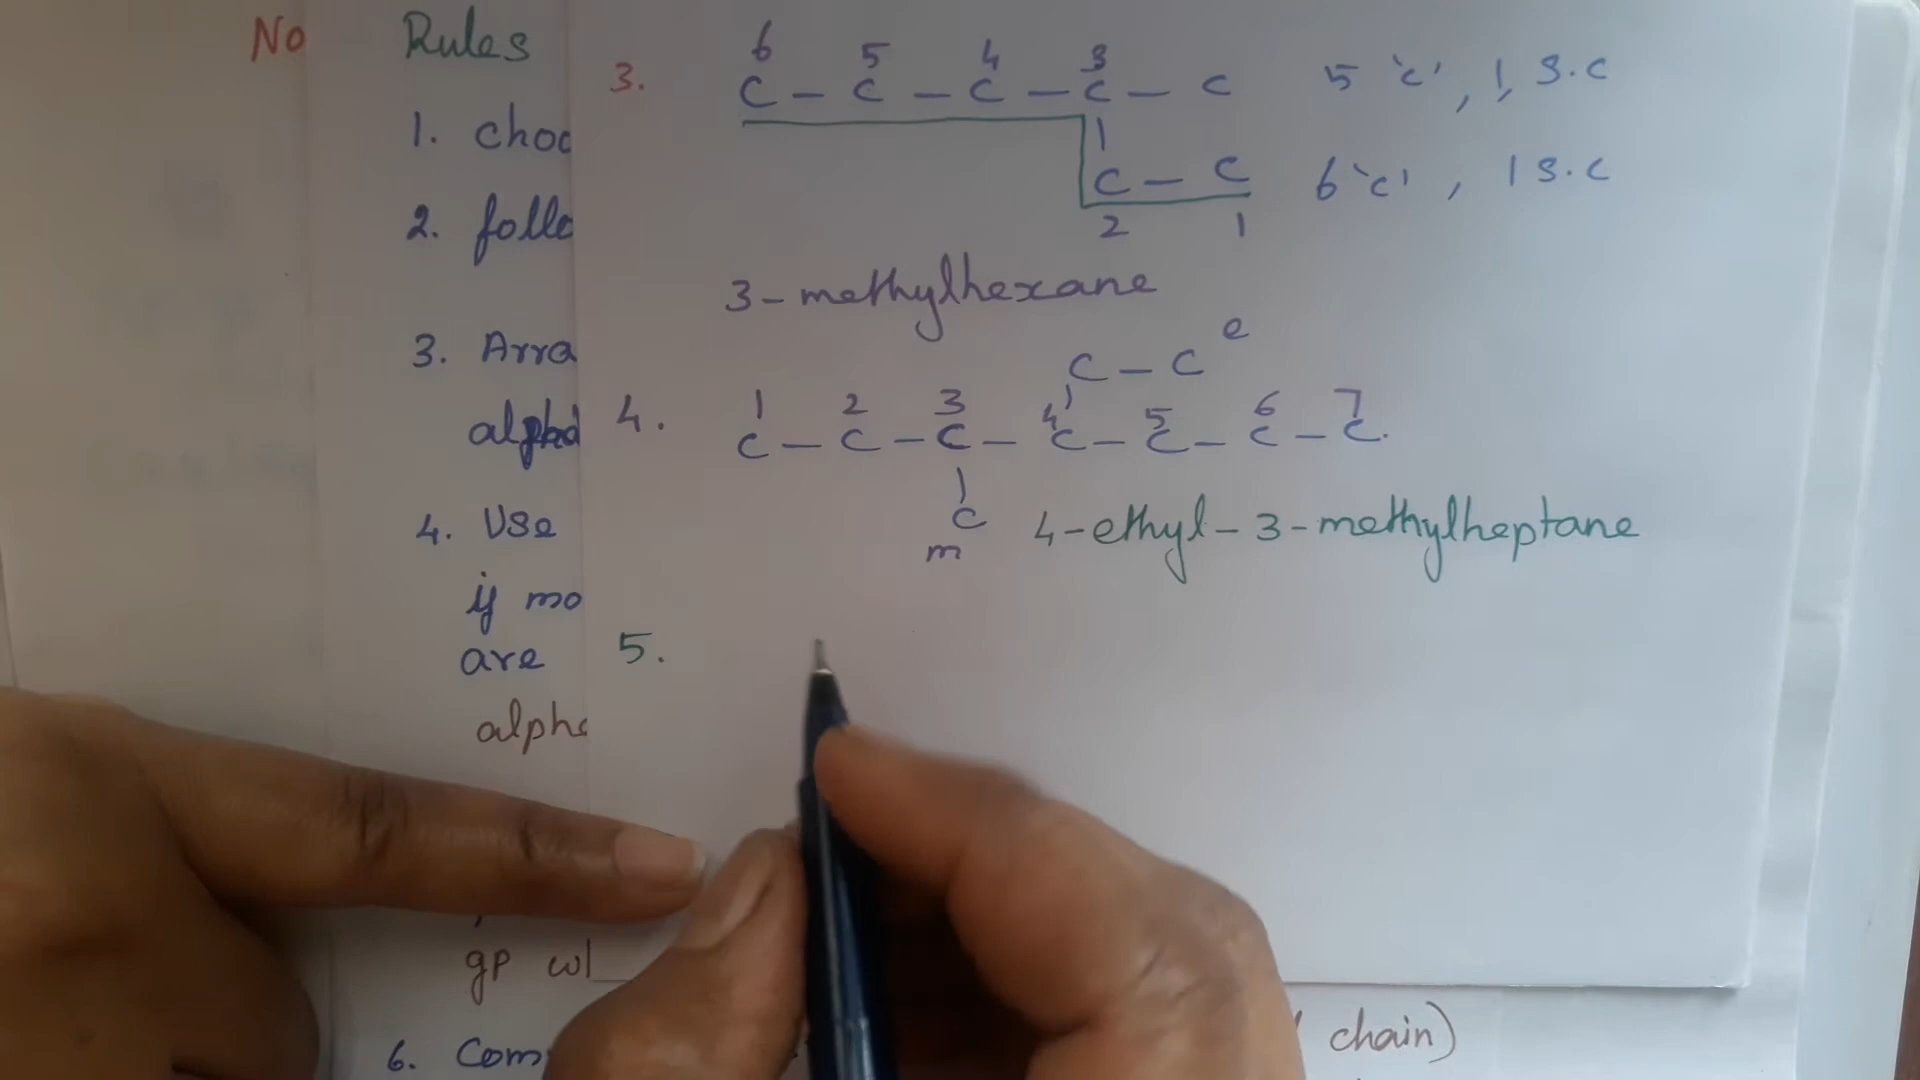 No
Rules
1. choo
2. follo
3. Arra
alpha
4. Use
if mo
are
alpha
gp wl
6. Com
chain)
3.
6 5 4 3
C - C - C - C - C 5 'c', 1, S.C
C - C 6 'c', 1 S.C
2 1
3-methylhexane
C - C e
4.
1 2 3 4 5 6 7
C - C - C - C - C - C - C.
C
m
4-ethyl-3-methylheptane
5.